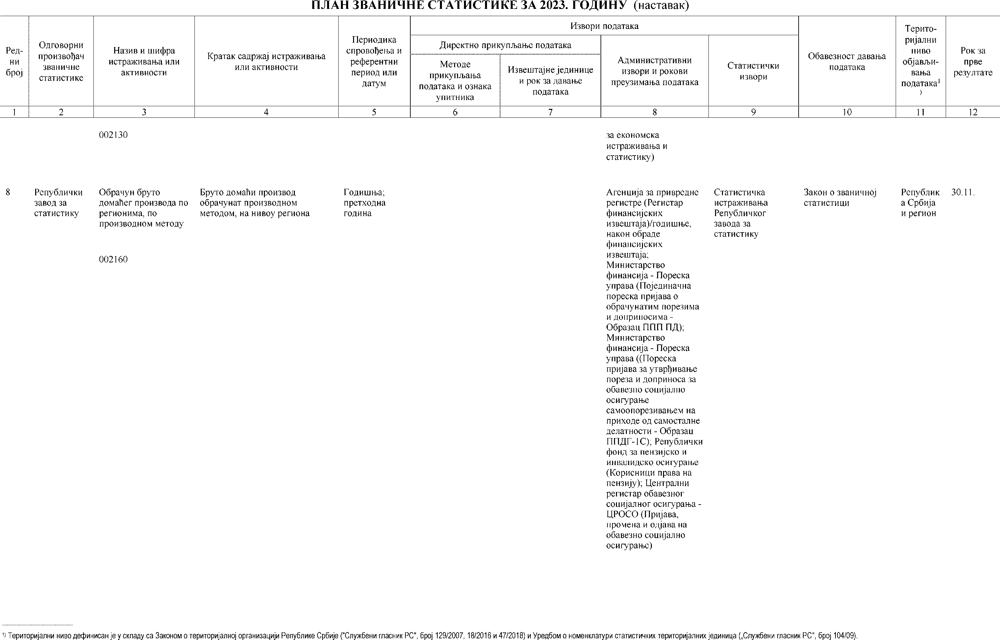 ПЛАН ЗВАНИЧНЕ СТАТИСТИКЕ ЗА 2023. ГОДИНУ (наставак)
Ред-
ни
број
Одговорни
произвођач
званичне
статистике
Назив и шифра
истраживања или
активности
Кратак садржај истраживања
или активности
Периодика
спровођења и
референтни
период или
датум
Извори података
Директно прикупљање података
Методе
прикупљања
података и ознака
упитника
Извештајне јединице
и рок за давање
података
Административни
извори и рокови
преузимања података
Статистички
извори
Обавезност давања
података
Терито-
ријални
ниво
објављи-
вања
података¹
)
Рок за
прве
резултате
1 2 3 4 5 6 7 8 9 10 11 12
002130
за економска
истраживања и
статистику)
8
Републички
завод за
статистику
Обрачун бруто
домаћег производа по
регионима, по
производном методу
002160
Бруто домаћи производ
обрачунат производном
методом, на нивоу региона
Годишња;
претходна
година
Агенција за привредне
регистре (Регистар
финансијских
извештаја)/годишње,
након обраде
финансијских
извештаја;
Министарство
финансија - Пореска
управа (Појединачна
пореска пријава о
обрачунатим порезима
и доприносима -
Образац ППП ПД);
Министарство
финансија - Пореска
управа ((Пореска
пријава за утврђивање
пореза и доприноса за
обавезно социјално
осигурање
самоопорезивањем на
приходе од самосталне
делатности - Образац
ППДГ-1С); Републички
фонд за пензијско и
инвалидско осигурање
(Корисници права на
пензију); Централни
регистар обавезног
социјалног осигурања -
ЦРОСО (Пријава,
промена и одјава на
обавезно социјално
осигурање)
Статистичка
истраживања
Републичког
завода за
статистику
Закон о званичној
статистици
Републик
а Србија
и регион
30.11.
¹⁾ Територијални ниво дефинисан је у складу са Законом о територијалној организацији Републике Србије ("Службени гласник РС", број 129/2007, 18/2016 и 47/2018) и Уредбом о номенклатури статистичких територијалних јединица („Службени гласник РС", број 104/09).